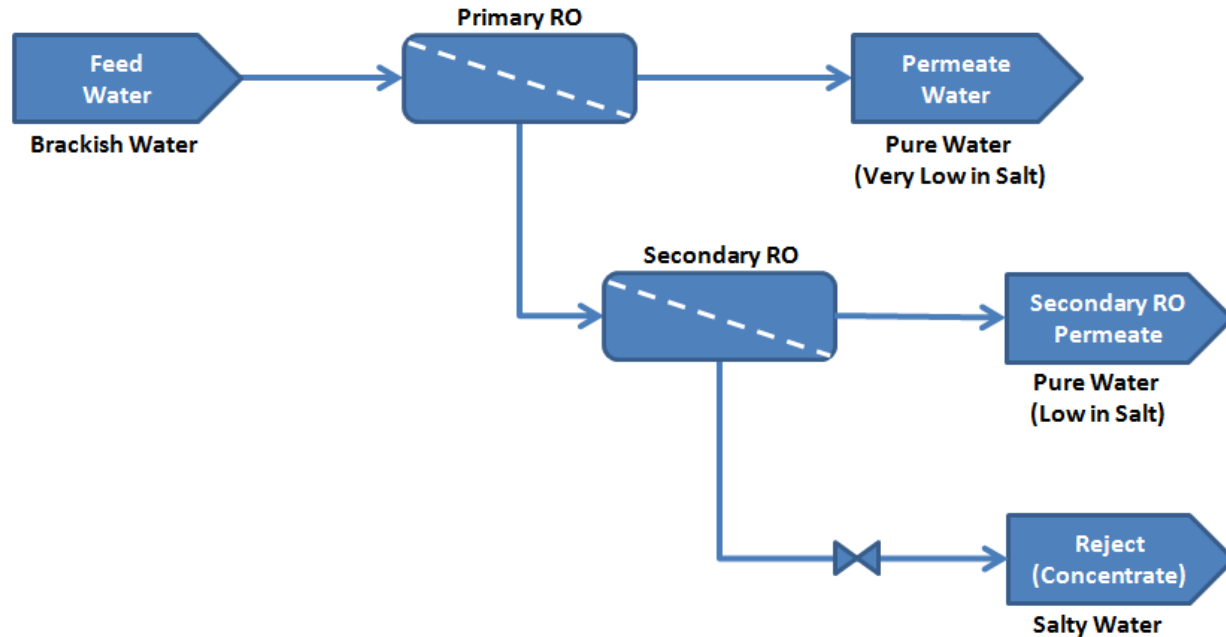 Primary RO
Feed
Water
Brackish Water
Permeate
Water
Pure Water
(Very Low in Salt)
Secondary RO
Secondary RO
Permeate
Pure Water
(Low in Salt)
Reject
(Concentrate)
Salty Water